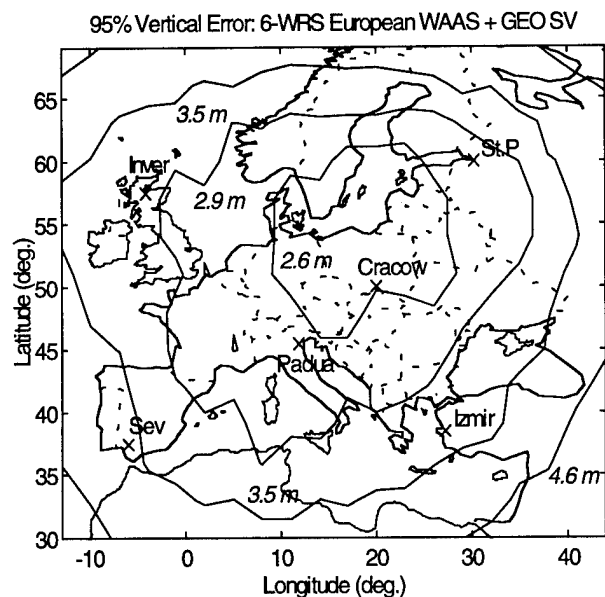 95% Vertical Error: 6-WRS European WAAS + GEO SV
65
3.5 m
St.P
60
Inver
2.9 m
55
2.6 m
Cracow
50
Latitude (deg.)
45
Padua
40
Sev
Izmir
35
3.5 m
4.6 m
30
-10 0 10 20 30 40
Longitude (deg.)